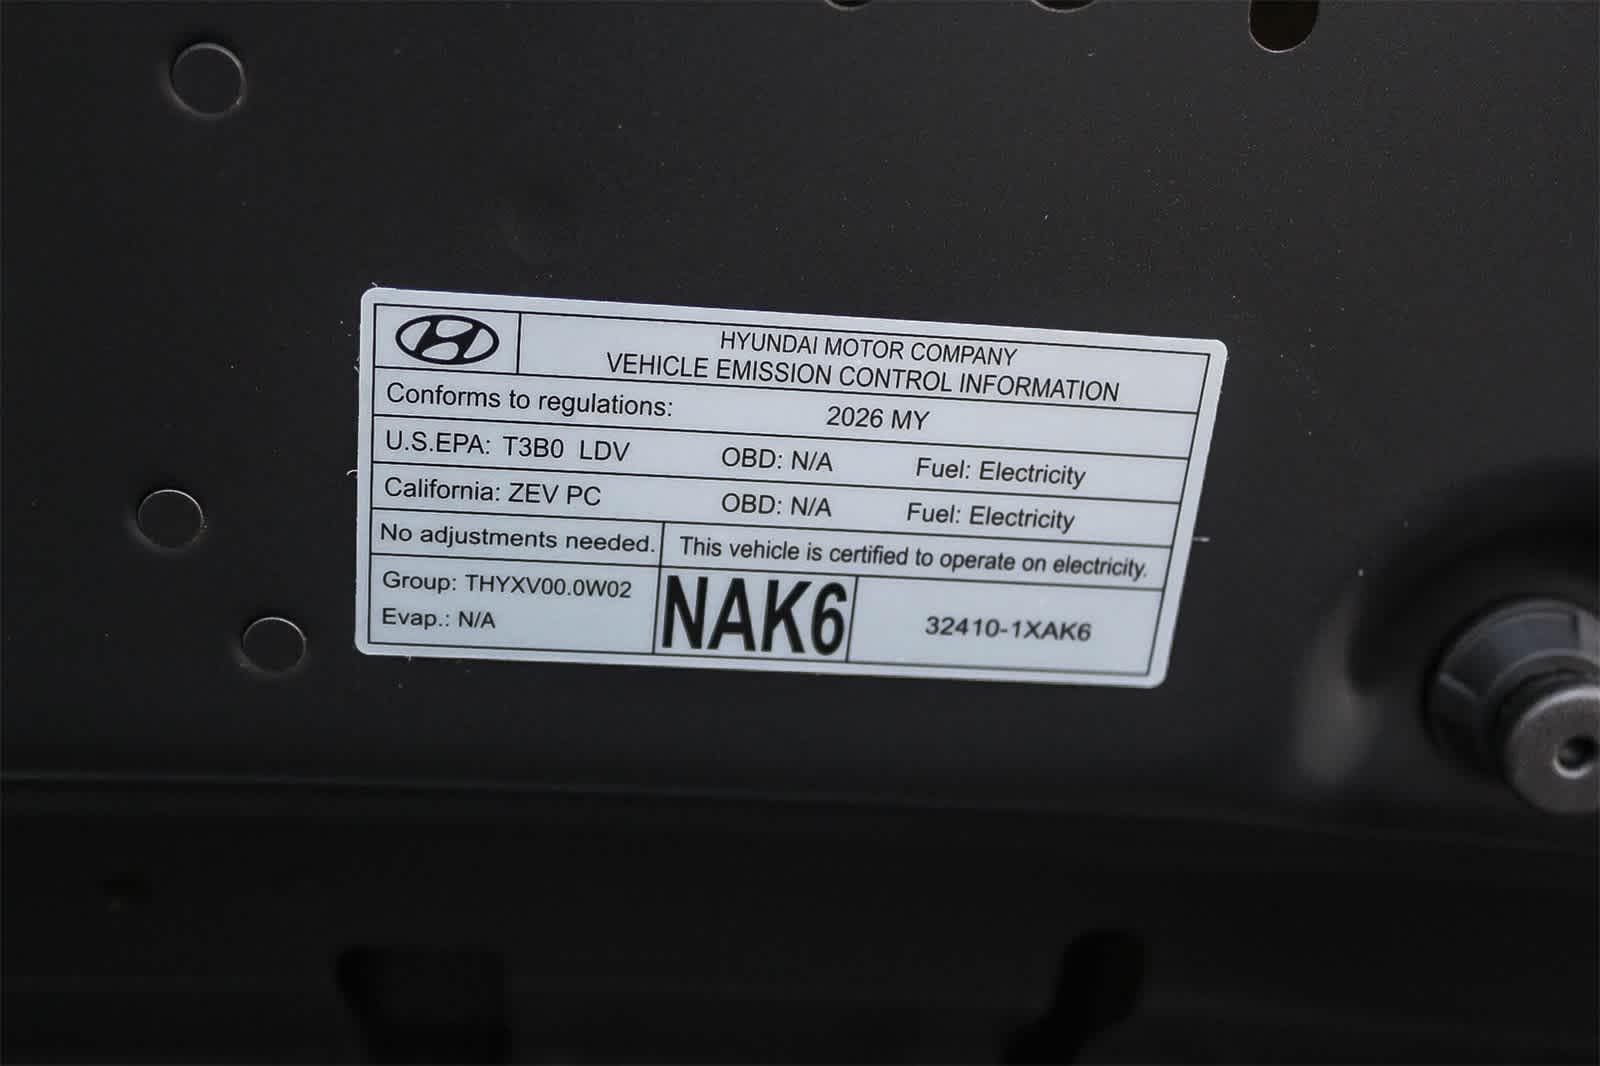 HYUNDAI MOTOR COMPANY
VEHICLE EMISSION CONTROL INFORMATION
Conforms to regulations: 2026 MY
U.S.EPA: T3B0 LDV OBD: N/A Fuel: Electricity
California: ZEV PC OBD: N/A Fuel: Electricity
No adjustments needed. This vehicle is certified to operate on electricity.
Group: THYXV00.0W02
Evap.: N/A
NAK6
32410-1XAK6